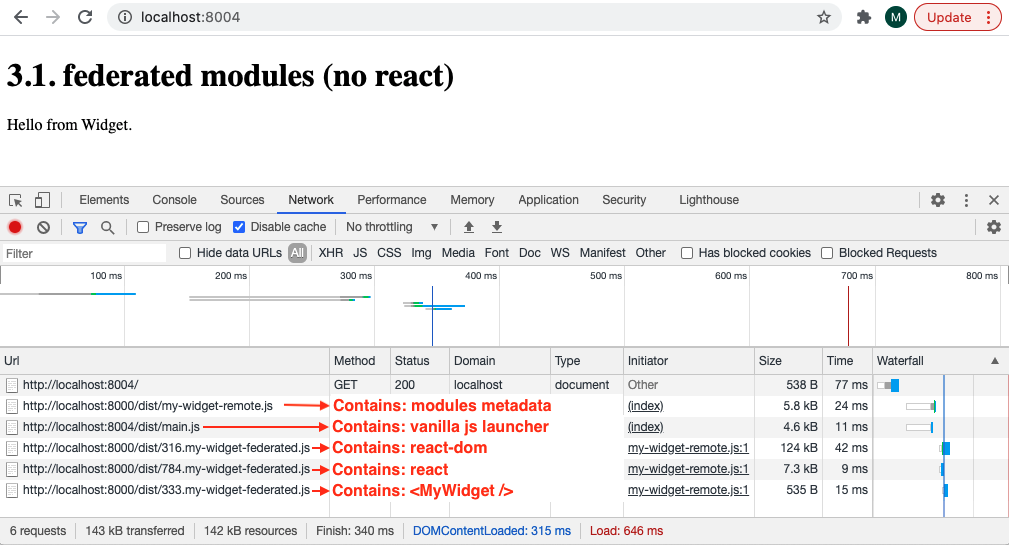 localhost:8004
M
Update
3.1. federated modules (no react)
Hello from Widget.
Elements Console Sources Network Performance Memory Application Security Lighthouse
Preserve log Disable cache No throttling
Filter Hide data URLs All XHR JS CSS Img Media Font Doc WS Manifest Other Has blocked cookies Blocked Requests
100 ms 200 ms 300 ms 400 ms 500 ms 600 ms 700 ms 800 ms
Url Method Status Domain Type Initiator Size Time Waterfall
http://localhost:8004/ GET 200 localhost document Other 538 B 77 ms
http://localhost:8000/dist/my-widget-remote.js Contains: modules metadata (index) 5.8 kB 24 ms
http://localhost:8004/dist/main.js Contains: vanilla js launcher (index) 4.6 kB 11 ms
http://localhost:8000/dist/316.my-widget-federated.js Contains: react-dom my-widget-remote.js:1 124 kB 42 ms
http://localhost:8000/dist/784.my-widget-federated.js Contains: react my-widget-remote.js:1 7.3 kB 9 ms
http://localhost:8000/dist/333.my-widget-federated.js Contains: <MyWidget /> my-widget-remote.js:1 535 B 15 ms
6 requests 143 kB transferred 142 kB resources Finish: 340 ms DOMContentLoaded: 315 ms Load: 646 ms